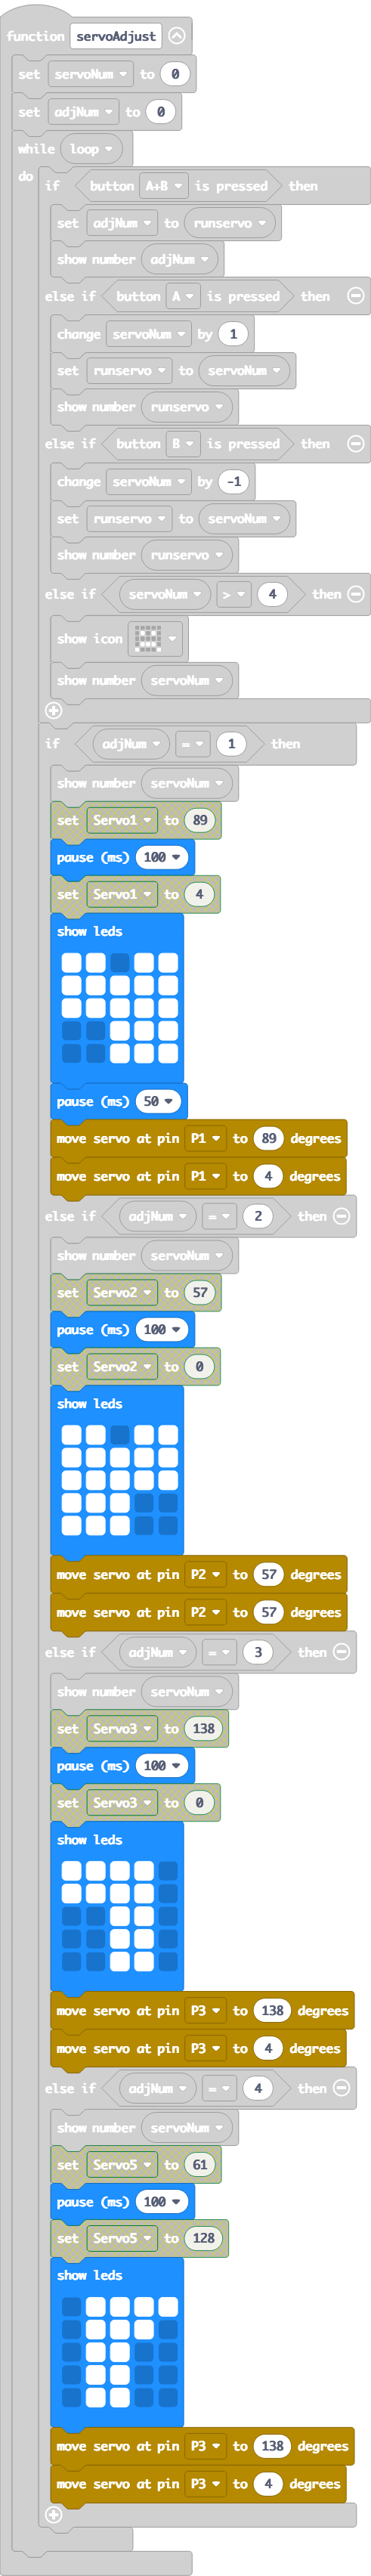 function servoAdjust
set servoNum to 0
set adjNum to 0
while loop
do
if button A+B is pressed then
set adjNum to runservo
show number adjNum
else if button A is pressed then
change servoNum by 1
set runservo to servoNum
show number runservo
else if button B is pressed then
change servoNum by -1
set runservo to servoNum
show number runservo
else if servoNum > 4 then
show icon
show number servoNum
if adjNum = 1 then
show number servoNum
set Servo1 to 89
pause (ms) 100
set Servo1 to 4
show leds
pause (ms) 50
move servo at pin P1 to 89 degrees
move servo at pin P1 to 4 degrees
else if adjNum = 2 then
show number servoNum
set Servo2 to 57
pause (ms) 100
set Servo2 to 0
show leds
move servo at pin P2 to 57 degrees
move servo at pin P2 to 57 degrees
else if adjNum = 3 then
show number servoNum
set Servo3 to 138
pause (ms) 100
set Servo3 to 0
show leds
move servo at pin P3 to 138 degrees
move servo at pin P3 to 4 degrees
else if adjNum = 4 then
show number servoNum
set Servo5 to 61
pause (ms) 100
set Servo5 to 128
show leds
move servo at pin P3 to 138 degrees
move servo at pin P3 to 4 degrees